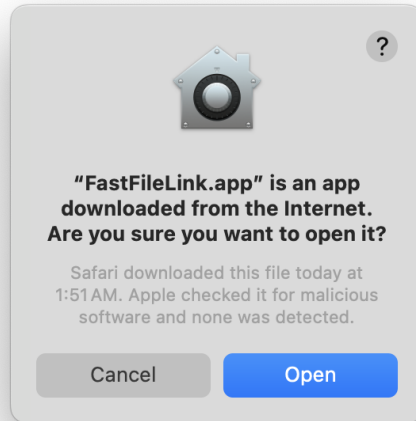 ?
“FastFileLink.app” is an app
downloaded from the Internet.
Are you sure you want to open it?
Safari downloaded this file today at
1:51 AM. Apple checked it for malicious
software and none was detected.
Cancel
Open